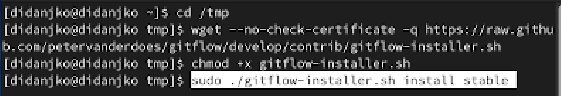 [didanjko@didanjko ~]$ cd /tmp
[didanjko@didanjko tmp]$ wget --no-check-certificate -q https://raw.githu
b.com/petervanderdoes/gitflow/develop/contrib/gitflow-installer.sh
[didanjko@didanjko tmp]$ chmod +x gitflow-installer.sh
[didanjko@didanjko tmp]$ sudo ./gitflow-installer.sh install stable